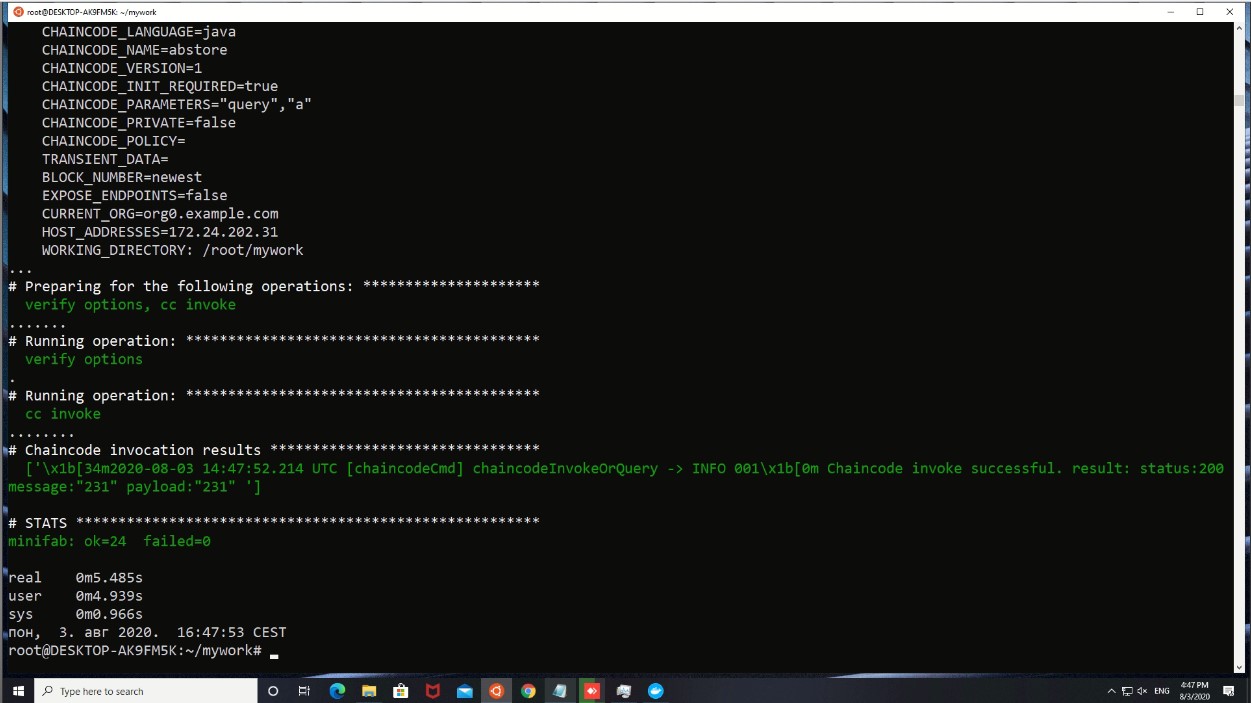 root@DESKTOP-AK9FM5K: ~/mywork
CHAINCODE_LANGUAGE=java
CHAINCODE_NAME=abstore
CHAINCODE_VERSION=1
CHAINCODE_INIT_REQUIRED=true
CHAINCODE_PARAMETERS="query","a"
CHAINCODE_PRIVATE=false
CHAINCODE_POLICY=
TRANSIENT_DATA=
BLOCK_NUMBER=newest
EXPOSE_ENDPOINTS=false
CURRENT_ORG=org0.example.com
HOST_ADDRESSES=172.24.202.31
WORKING_DIRECTORY: /root/mywork
...
# Preparing for the following operations: *********************
verify options, cc invoke
.......
# Running operation: ******************************************
verify options
.
# Running operation: ******************************************
cc invoke
........
# Chaincode invocation results ********************************
['\x1b[34m2020-08-03 14:47:52.214 UTC [chaincodeCmd] chaincodeInvokeOrQuery -> INFO 001\x1b[0m Chaincode invoke successful. result: status:200
message:"231" payload:"231" ']
# STATS *******************************************************
minifab: ok=24  failed=0
real    0m5.485s
user    0m4.939s
sys     0m0.966s
пон,  3. авг 2020.  16:47:53 CEST
root@DESKTOP-AK9FM5K:~/mywork#
Type here to search
ENG
4:47 PM
8/3/2020